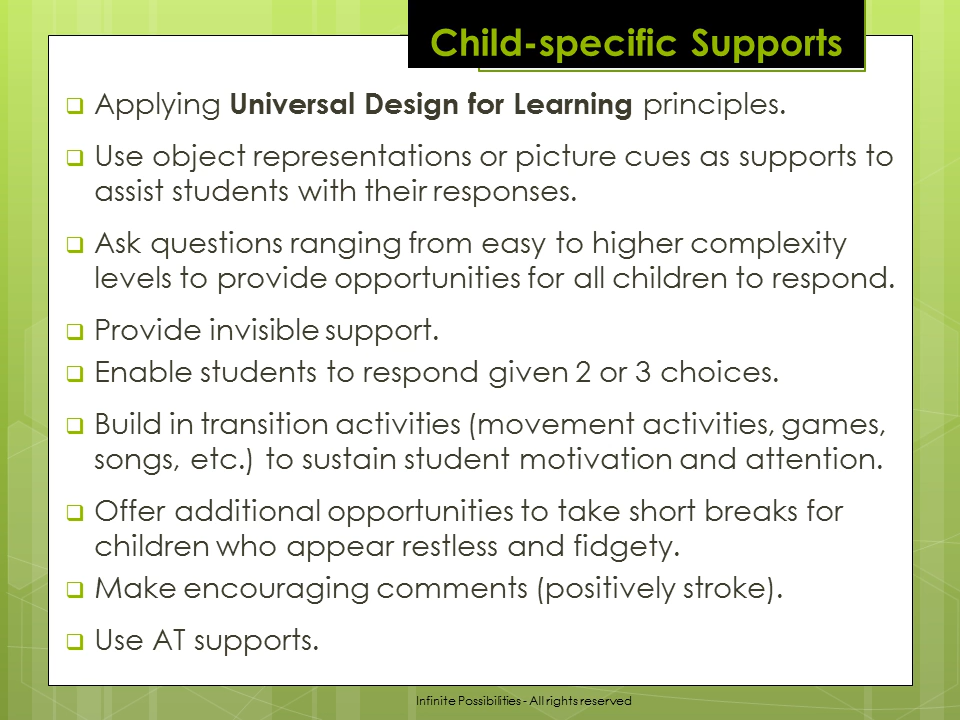 Child-specific Supports
Applying Universal Design for Learning principles.
Use object representations or picture cues as supports to
assist students with their responses.
Ask questions ranging from easy to higher complexity
levels to provide opportunities for all children to respond.
Provide invisible support.
Enable students to respond given 2 or 3 choices.
Build in transition activities (movement activities, games,
songs, etc.) to sustain student motivation and attention.
Offer additional opportunities to take short breaks for
children who appear restless and fidgety.
Make encouraging comments (positively stroke).
Use AT supports.
Infinite Possibilities - All rights reserved